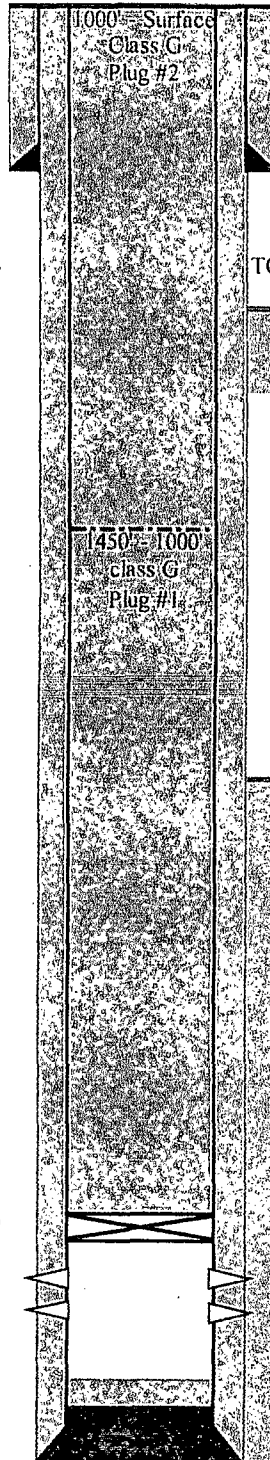 1000' - Surface
Class G
Plug #2
TO
1450' - 1000'
class G
Plug #1